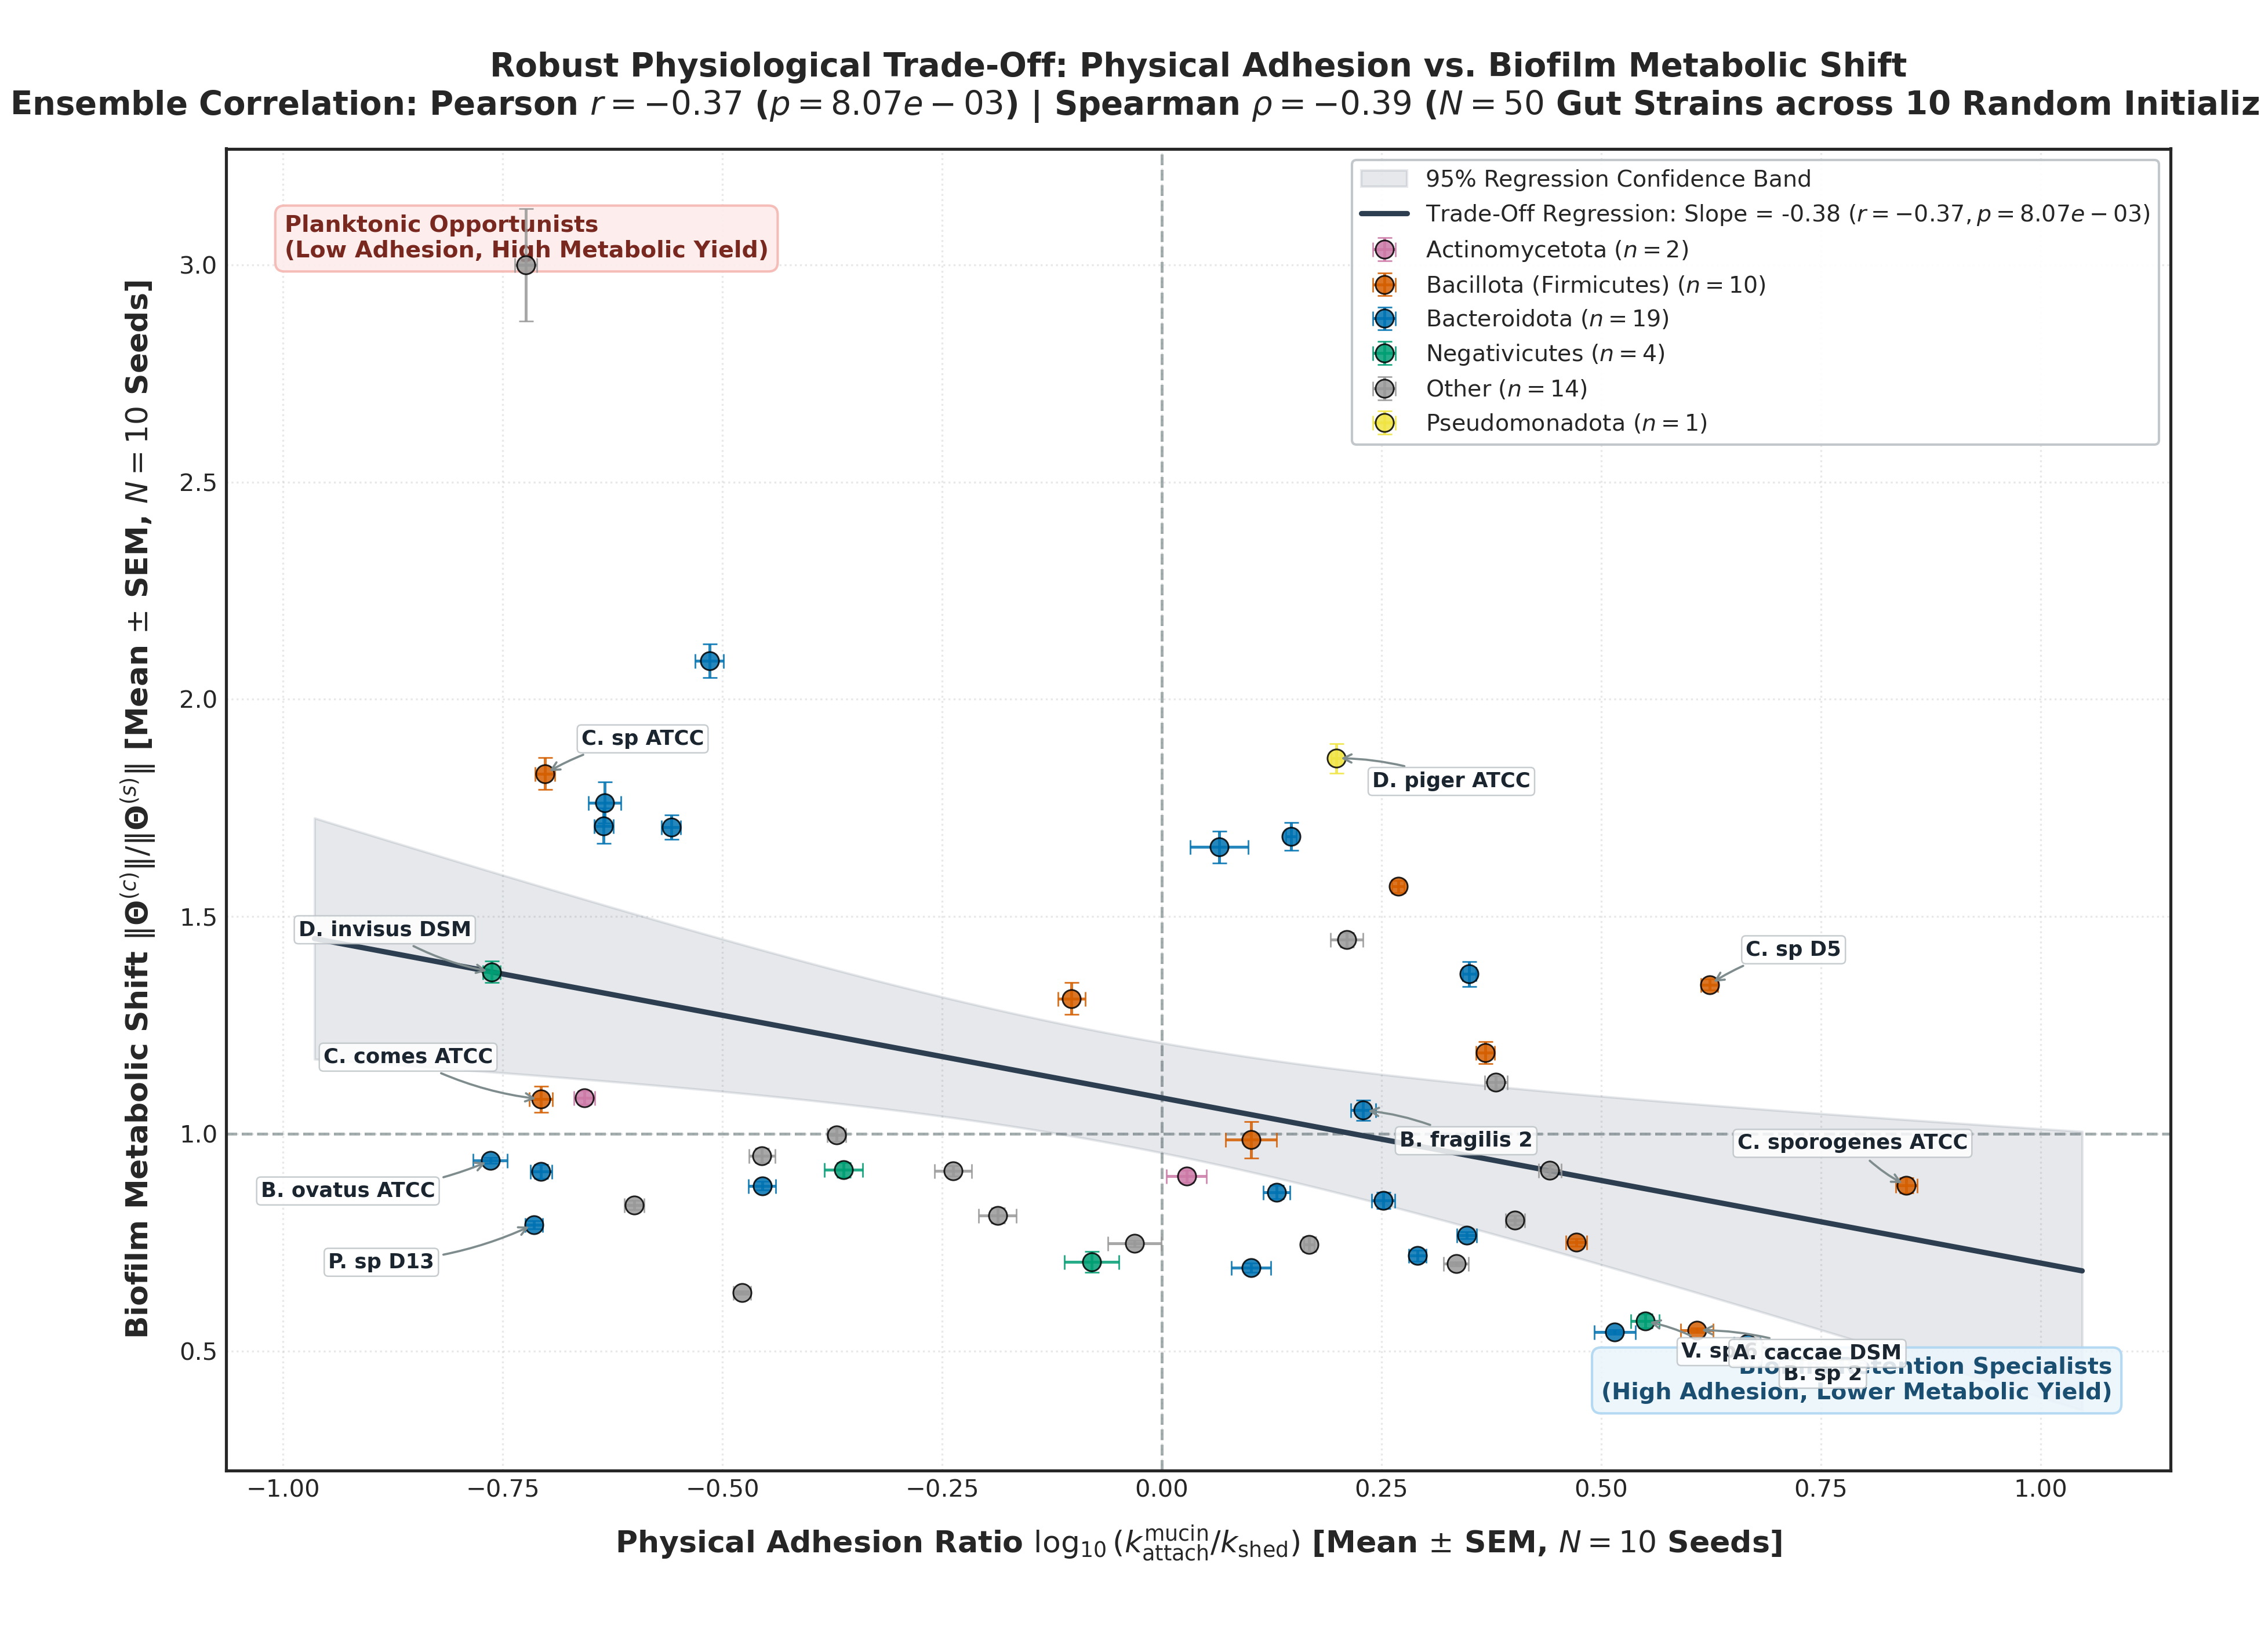 Robust Physiological Trade-Off: Physical Adhesion vs. Biofilm Metabolic Shift
Ensemble Correlation: Pearson r = −0.37 (p = 8.07e − 03) | Spearman ρ = −0.39 (N = 50 Gut Strains across 10 Random Initializ
Planktonic Opportunists
(Low Adhesion, High Metabolic Yield)
95% Regression Confidence Band
Trade-Off Regression: Slope = -0.38 (r = −0.37, p = 8.07e − 03)
Actinomycetota (n = 2)
Bacillota (Firmicutes) (n = 10)
Bacteroidota (n = 19)
Negativicutes (n = 4)
Other (n = 14)
Pseudomonadota (n = 1)
Biofilm Metabolic Shift ‖Θ^(c)‖/‖Θ^(s)‖ [Mean ± SEM, N = 10 Seeds]
3.0
2.5
2.0
1.5
1.0
0.5
C. sp ATCC
D. piger ATCC
D. invisus DSM
C. sp D5
C. comes ATCC
B. fragilis 2
C. sporogenes ATCC
B. ovatus ATCC
P. sp D13
V. sp
A. caccae DSM
B. sp 2
Specialists
(High Adhesion, Lower Metabolic Yield)
−1.00
−0.75
−0.50
−0.25
0.00
0.25
0.50
0.75
1.00
Physical Adhesion Ratio log₁₀(k_attach^mucin/k_shed) [Mean ± SEM, N = 10 Seeds]